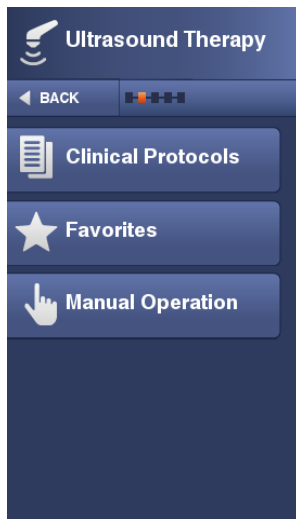 Ultrasound Therapy
BACK
Clinical Protocols
Favorites
Manual Operation